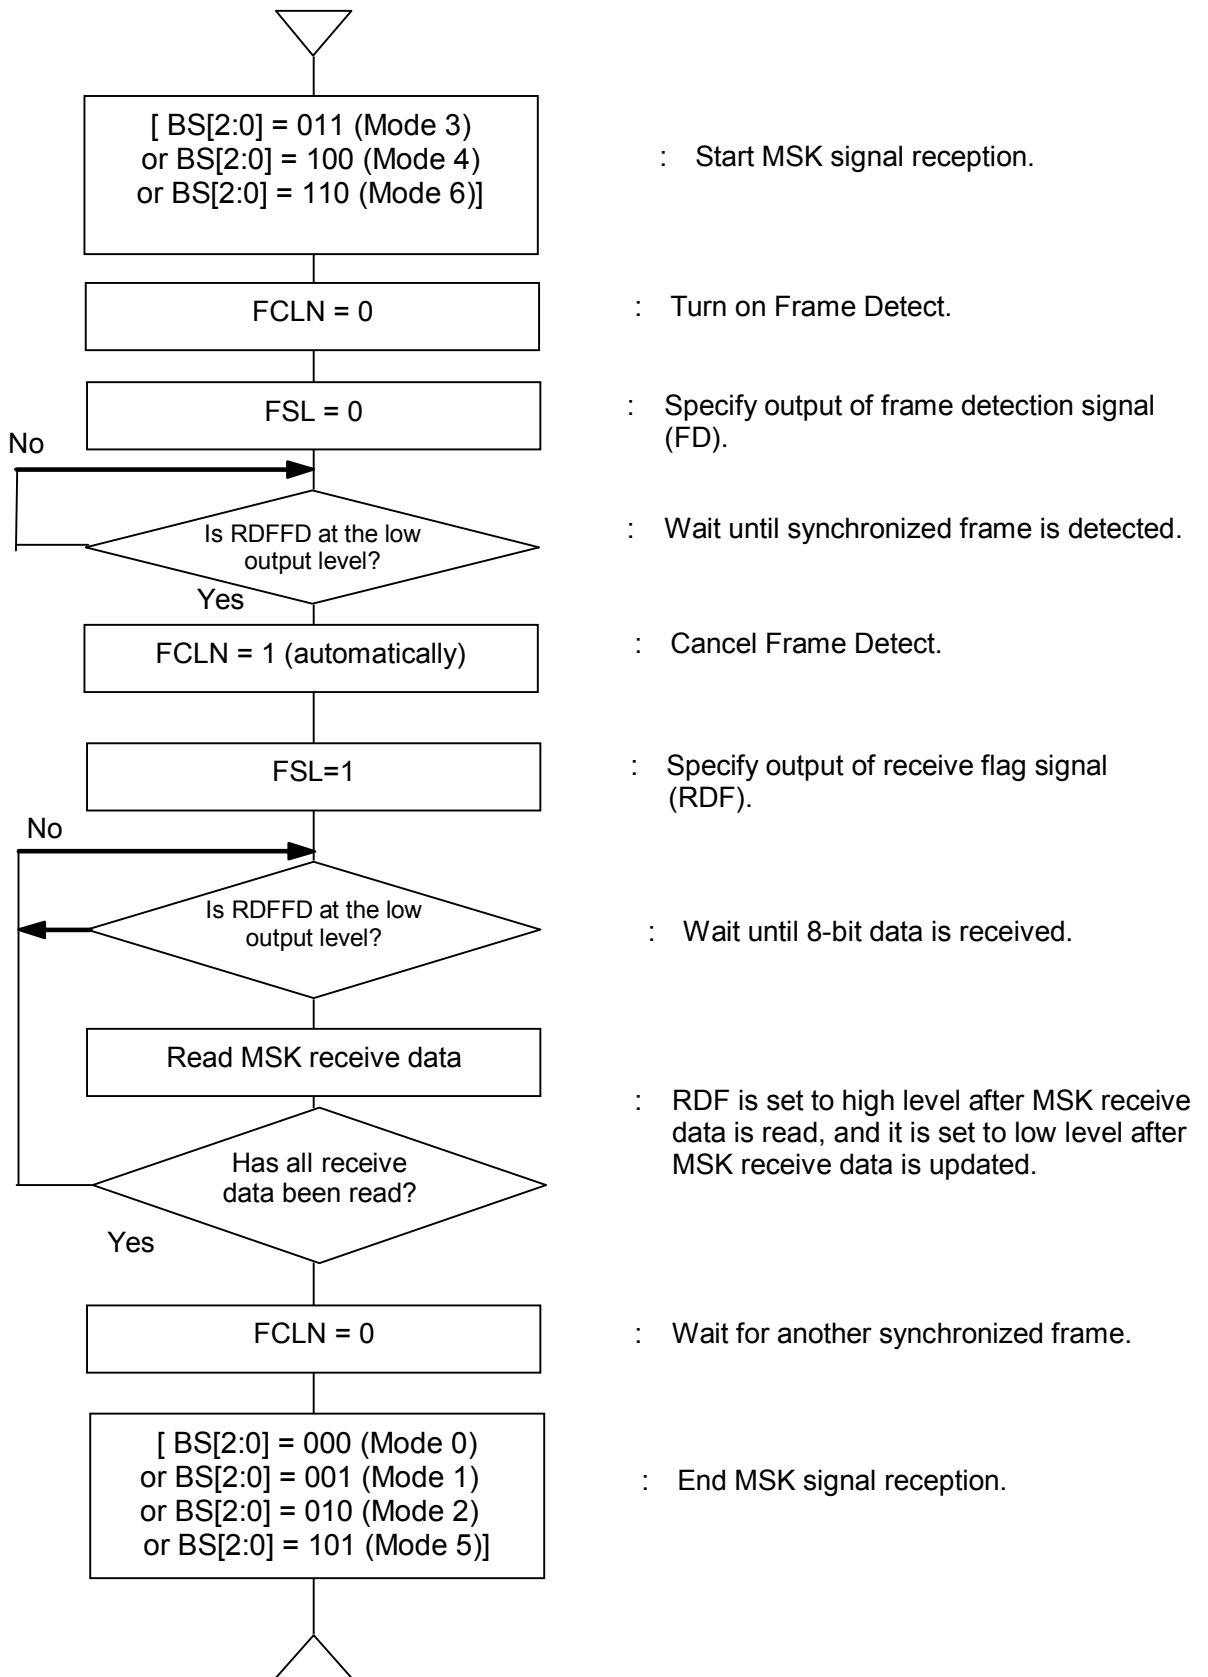 [ BS[2:0] = 011 (Mode 3)
or BS[2:0] = 100 (Mode 4)
or BS[2:0] = 110 (Mode 6)]
: Start MSK signal reception.
FCLN = 0
: Turn on Frame Detect.
FSL = 0
: Specify output of frame detection signal
(FD).
No
Is RDFFD at the low
output level?
: Wait until synchronized frame is detected.
Yes
FCLN = 1 (automatically)
: Cancel Frame Detect.
FSL=1
: Specify output of receive flag signal
(RDF).
No
Is RDFFD at the low
output level?
: Wait until 8-bit data is received.
Read MSK receive data
: RDF is set to high level after MSK receive
data is read, and it is set to low level after
MSK receive data is updated.
Has all receive
data been read?
Yes
FCLN = 0
: Wait for another synchronized frame.
[ BS[2:0] = 000 (Mode 0)
or BS[2:0] = 001 (Mode 1)
or BS[2:0] = 010 (Mode 2)
or BS[2:0] = 101 (Mode 5)]
: End MSK signal reception.